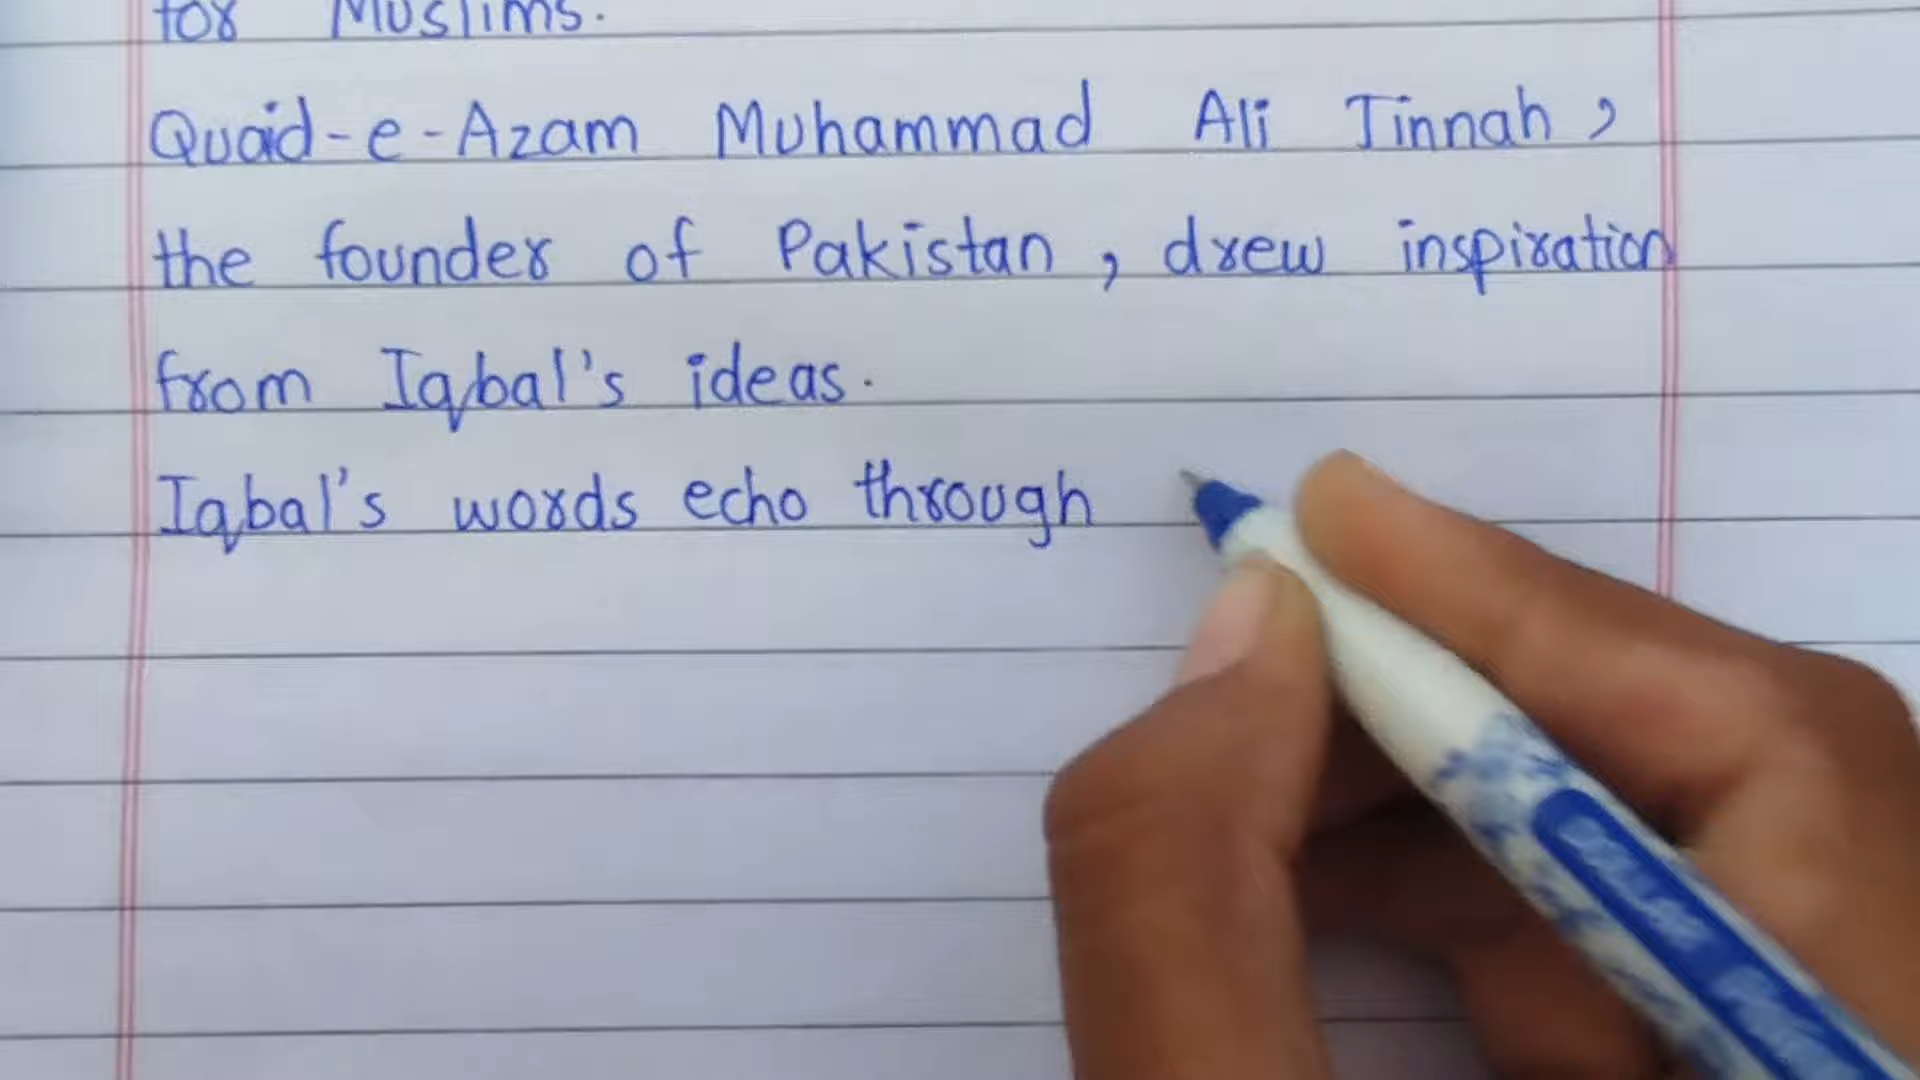 for Muslims.
Quaid-e-Azam Muhammad Ali Jinnah,
the founder of Pakistan, drew inspiration
from Iqbal's ideas.
Iqbal's words echo through